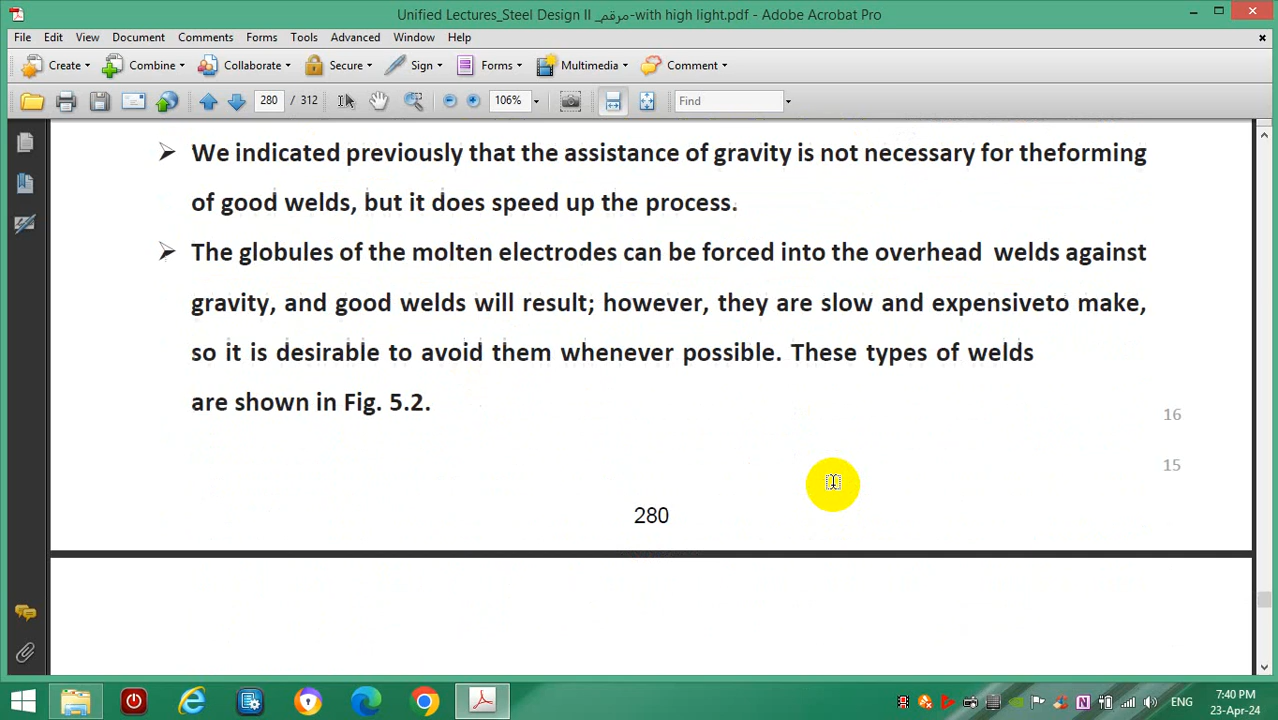 Unified Lectures_Steel Design II _مرقم-with high light.pdf - Adobe Acrobat Pro
File Edit View Document Comments Forms Tools Advanced Window Help
Create Combine Collaborate Secure Sign Forms Multimedia Comment
280 / 312 106% Find
We indicated previously that the assistance of gravity is not necessary for theforming
of good welds, but it does speed up the process.
The globules of the molten electrodes can be forced into the overhead welds against
gravity, and good welds will result; however, they are slow and expensiveto make,
so it is desirable to avoid them whenever possible. These types of welds
are shown in Fig. 5.2.
16
15
280
ENG
7:40 PM
23-Apr-24